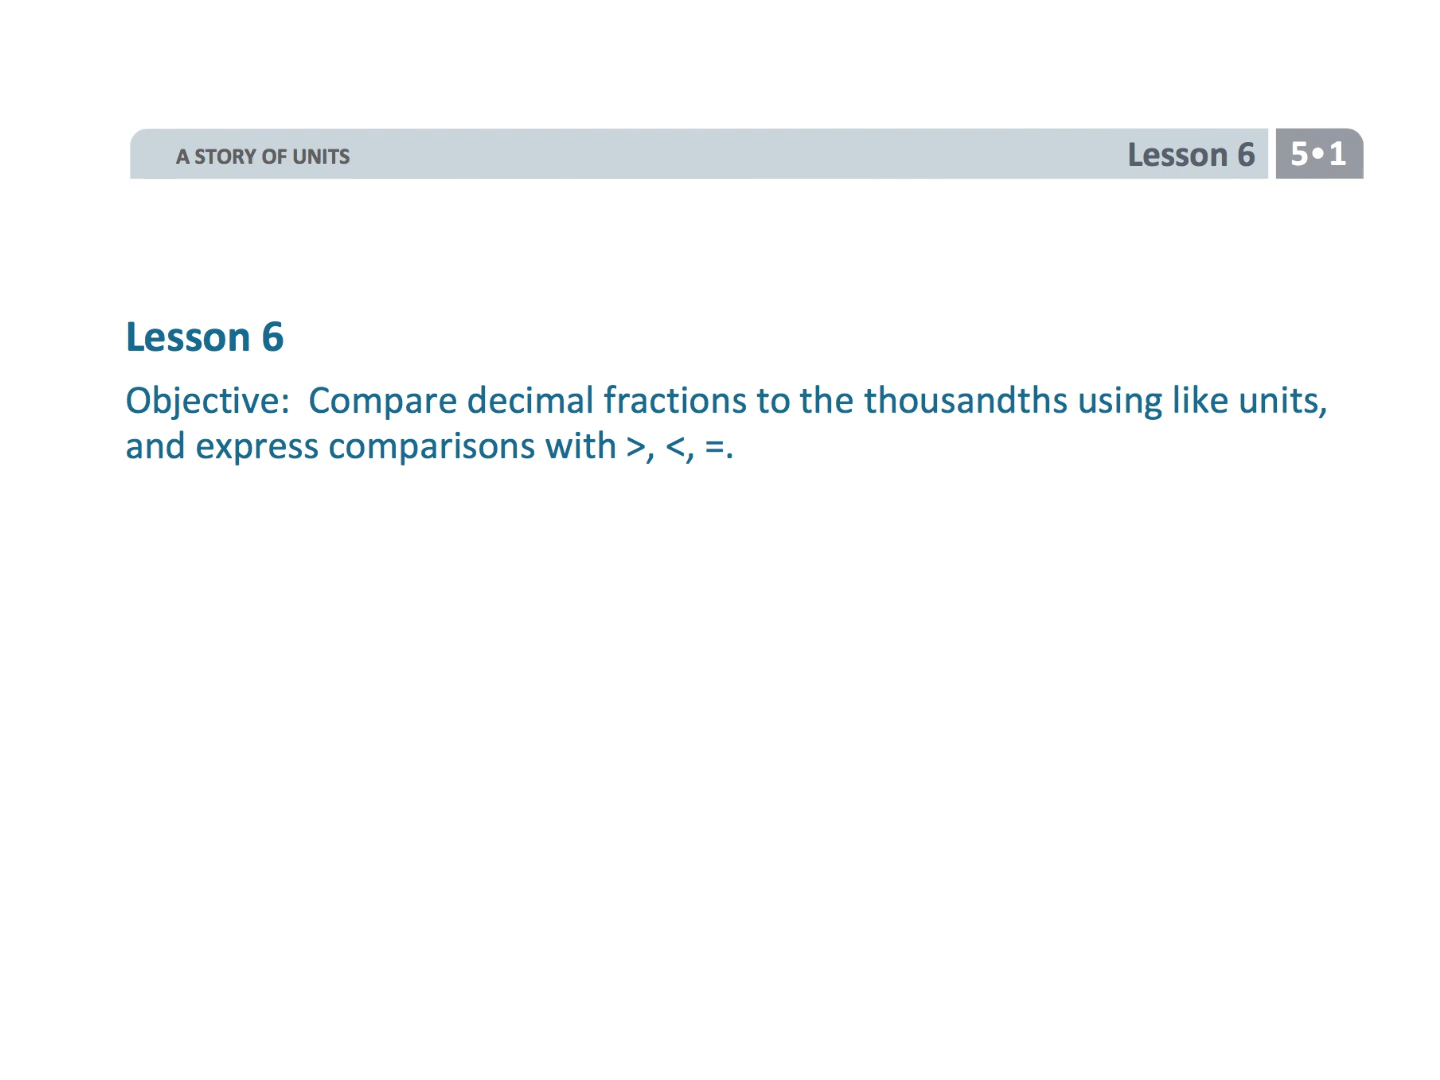 A STORY OF UNITS
Lesson 6
5•1
Lesson 6
Objective:  Compare decimal fractions to the thousandths using like units,
and express comparisons with >, <, =.